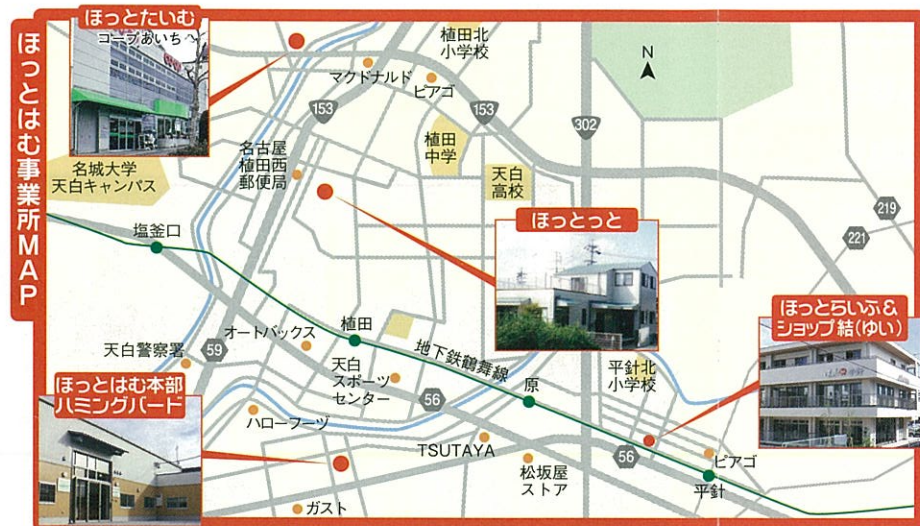 ほっとはむ事業所MAP
ほっとたいむ
コープあいち
植田北
小学校
マクドナルド
ピアゴ
N
153
153
302
植田
中学
名古屋
植田西
郵便局
天白
高校
名城大学
天白キャンパス
219
221
ほっとっと
塩釜口
ほっとらいふ&
ショップ結(ゆい)
オートバックス
植田
地下鉄鶴舞線
天白警察署
59
天白
スポーツ
センター
平針北
小学校
原
ほっとはむ本部
ハミングバード
56
ハローフーヅ
TSUTAYA
松坂屋
ストア
56
ピアゴ
平針
ガスト